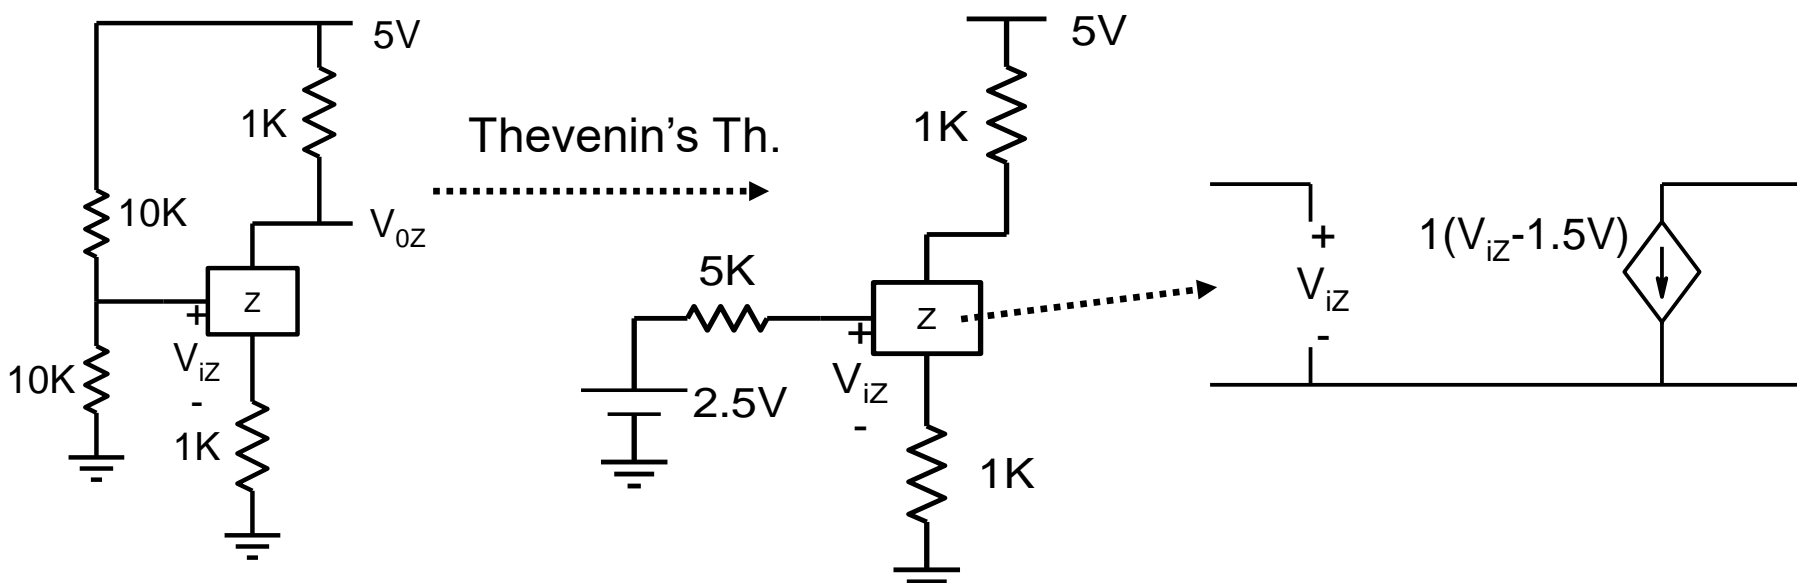 5V
1K
10K
V0Z
Z
+
ViZ
-
10K
1K
Thevenin's Th.
5V
1K
5K
Z
+
ViZ
-
2.5V
1K
+
ViZ
-
1(ViZ-1.5V)